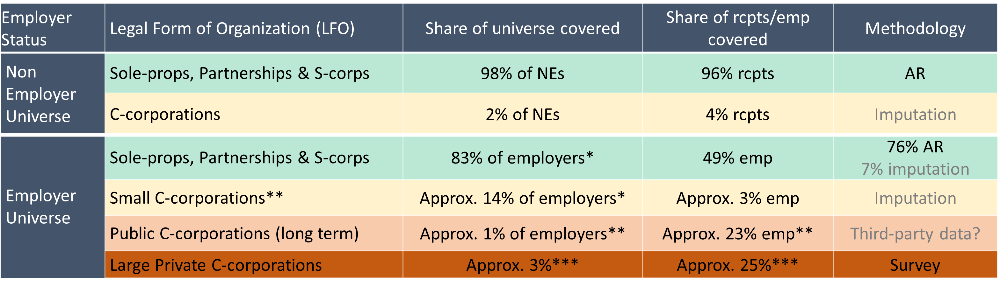 Employer
Status
Legal Form of Organization (LFO)
Share of universe covered
Share of rcpts/emp
covered
Methodology
Non
Employer
Universe
Sole-props, Partnerships & S-corps
98% of NEs
96% rcpts
AR
C-corporations
2% of NEs
4% rcpts
Imputation
Employer
Universe
Sole-props, Partnerships & S-corps
83% of employers*
49% emp
76% AR
7% imputation
Small C-corporations**
Approx. 14% of employers*
Approx. 3% emp
Imputation
Public C-corporations (long term)
Approx. 1% of employers**
Approx. 23% emp**
Third-party data?
Large Private C-corporations
Approx. 3%***
Approx. 25%***
Survey